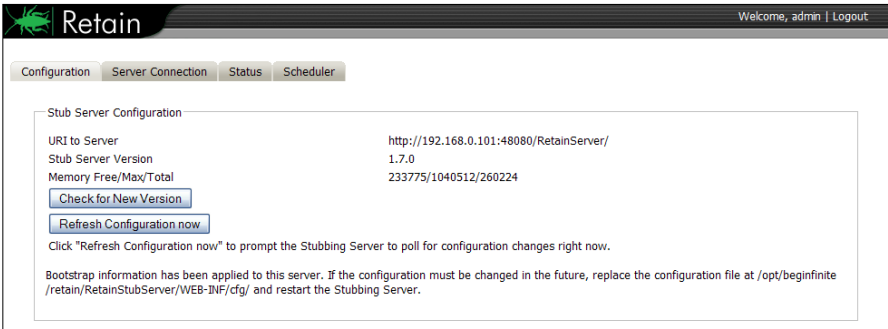 Retain
Welcome, admin | Logout
Configuration Server Connection Status Scheduler
Stub Server Configuration
URI to Server http://192.168.0.101:48080/RetainServer/
Stub Server Version 1.7.0
Memory Free/Max/Total 233775/1040512/260224
Check for New Version
Refresh Configuration now
Click "Refresh Configuration now" to prompt the Stubbing Server to poll for configuration changes right now.
Bootstrap information has been applied to this server. If the configuration must be changed in the future, replace the configuration file at /opt/beginfinite
/retain/RetainStubServer/WEB-INF/cfg/ and restart the Stubbing Server.